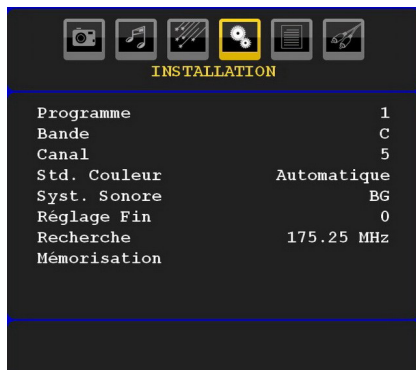 INSTALLATION
Programme 1
Bande C
Canal 5
Std. Couleur Automatique
Syst. Sonore BG
Réglage Fin 0
Recherche 175.25 MHz
Mémorisation